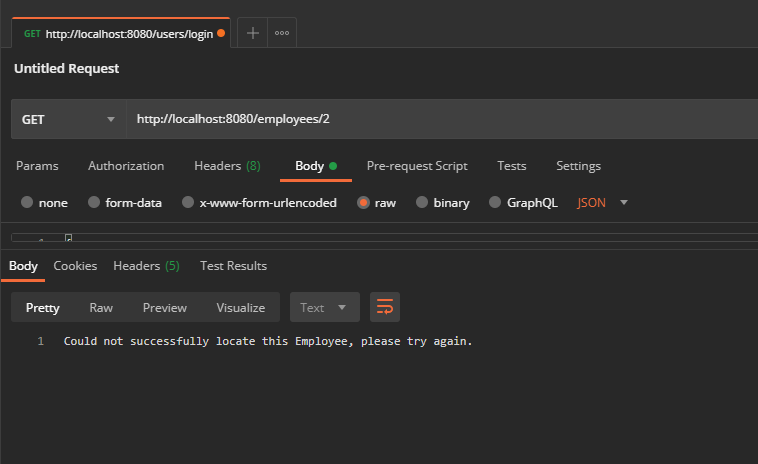 GET http://localhost:8080/users/login
Untitled Request
GET http://localhost:8080/employees/2
Params Authorization Headers (8) Body Pre-request Script Tests Settings
none form-data x-www-form-urlencoded raw binary GraphQL JSON
Body Cookies Headers (5) Test Results
Pretty Raw Preview Visualize Text
1 Could not successfully locate this Employee, please try again.